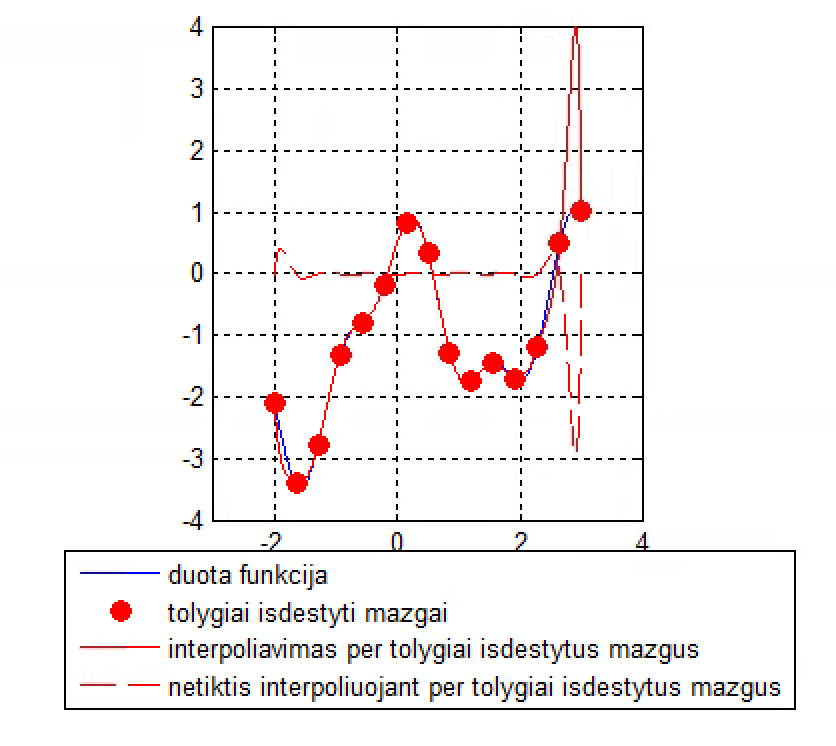 4
3
2
1
0
-1
-2
-3
-4
-2 0 2 4
duota funkcija
tolygiai isdestyti mazgai
interpoliavimas per tolygiai isdestytus mazgus
netiktis interpoliuojant per tolygiai isdestytus mazgus